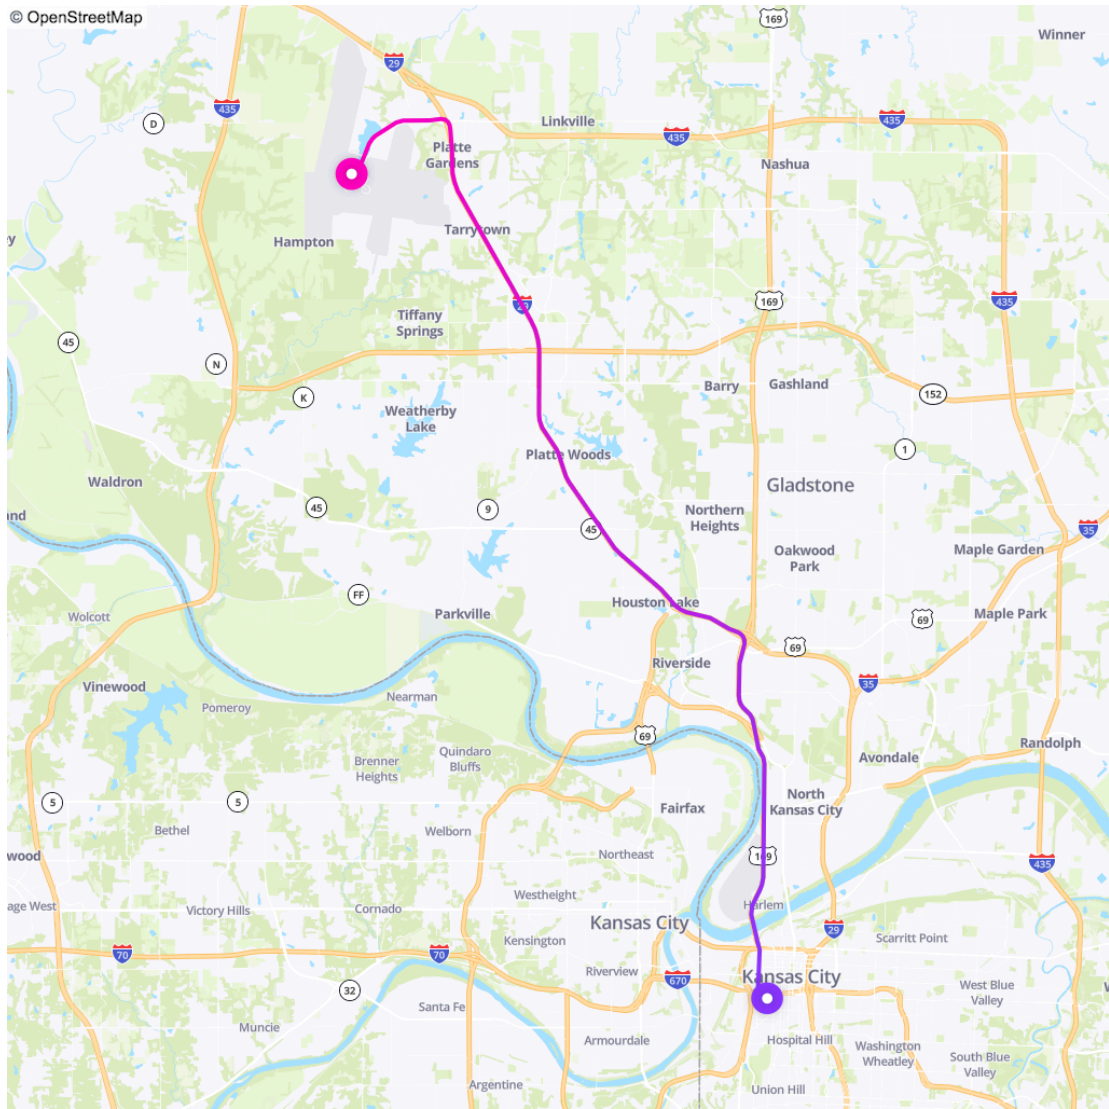 © OpenStreetMap
169
Winner
29
435
D
Linkville
435
435
Platte
Gardens
Nashua
Tarrytown
Hampton
169
435
Tiffany
Springs
45
N
Barry
Gashland
K
152
Weatherby
Lake
1
Platte Woods
Waldron
Gladstone
45
9
Northern
Heights
45
35
Oakwood
Park
Maple Garden
FF
Houston Lake
Wolcott
Parkville
Maple Park
69
69
Riverside
35
Vinewood
Nearman
Pomeroy
69
Randolph
Quindaro
Bluffs
Avondale
Brenner
Heights
5
5
North
Kansas City
Fairfax
Bethel
Welborn
Northeast
169
435
wood
Westheight
age West
Victory Hills
Cornado
Harlem
Kansas City
29
Kensington
Scarritt Point
70
70
Riverview
670
Kansas City
32
West Blue
Valley
Santa Fe
Muncie
Armourdale
Hospital Hill
Washington
Wheatley
South Blue
Valley
Argentine
Union Hill